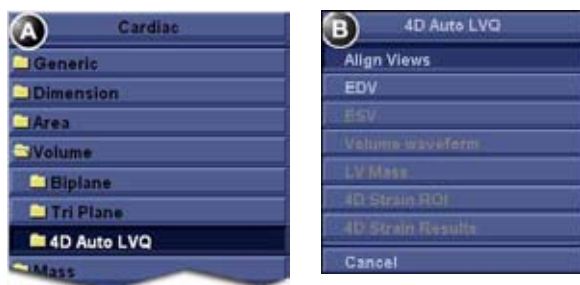 A
Cardiac
Generic
Dimension
Area
Volume
Biplane
Tri Plane
4D Auto LVQ
Mass
B
4D Auto LVQ
Align Views
EDV
ESV
Volume waveform
LV Mass
4D Strain ROI
4D Strain Results
Cancel